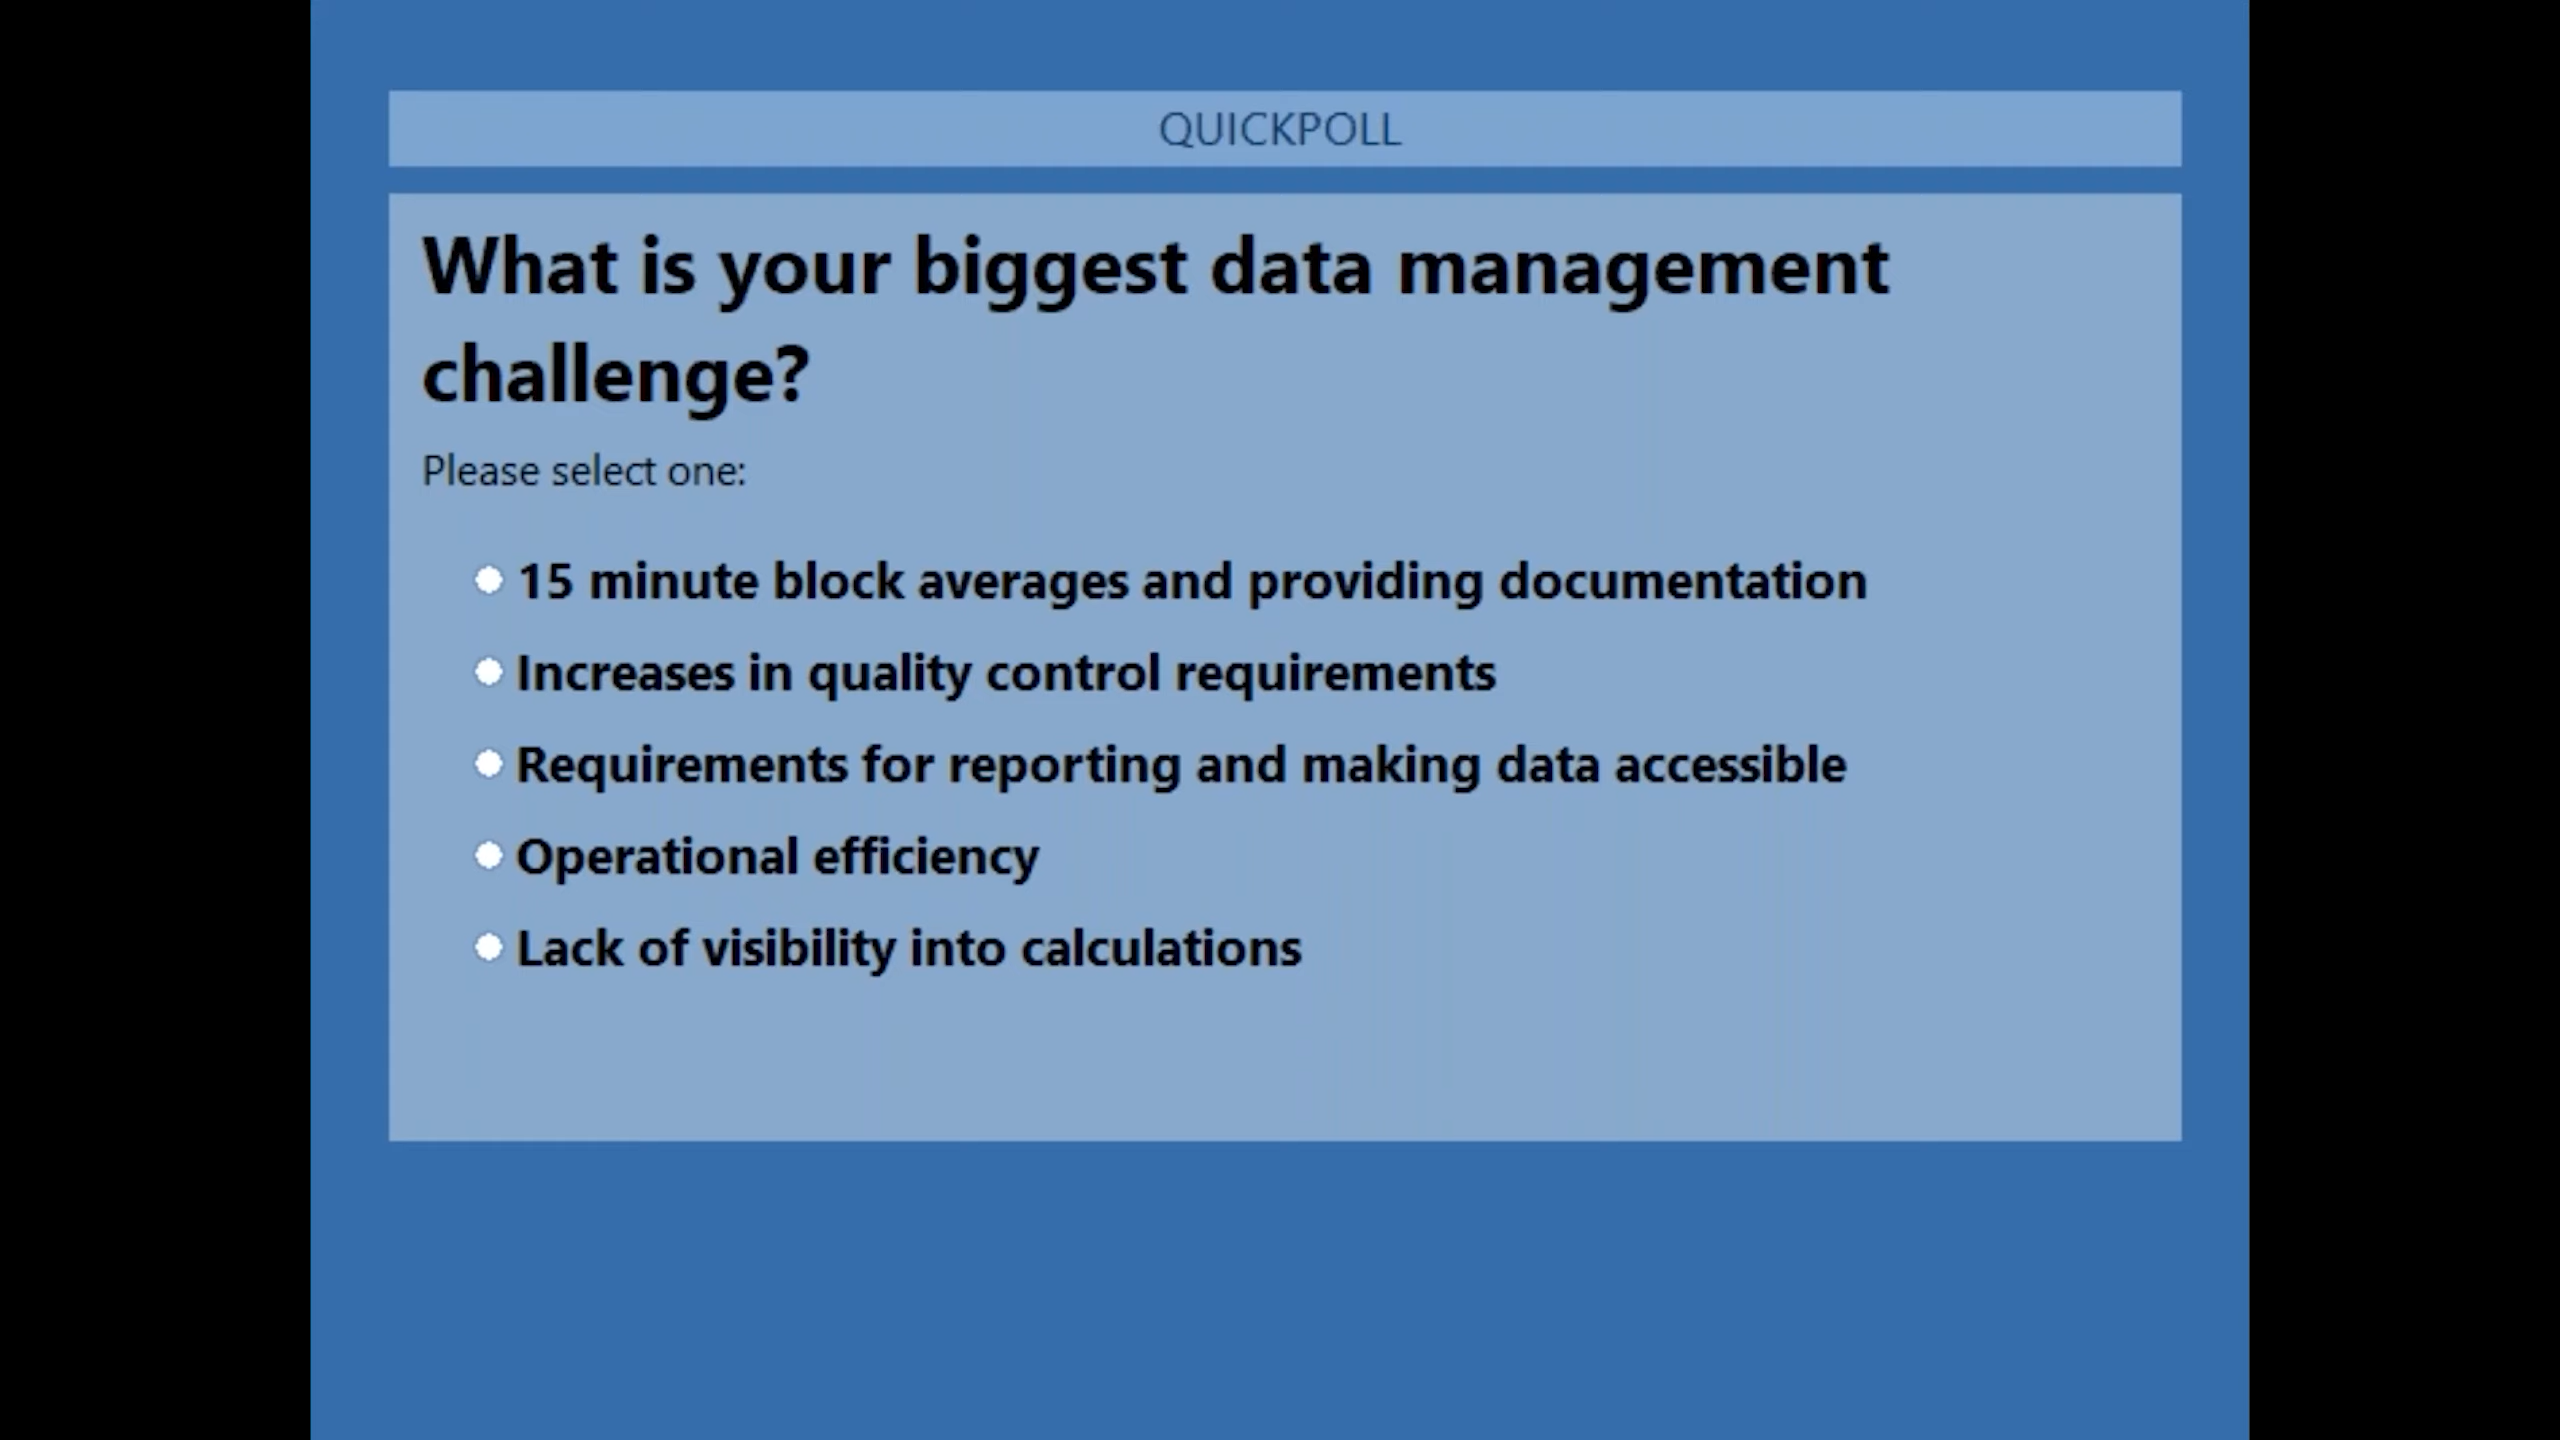 QUICKPOLL
What is your biggest data management
challenge?
Please select one:
15 minute block averages and providing documentation
Increases in quality control requirements
Requirements for reporting and making data accessible
Operational efficiency
Lack of visibility into calculations